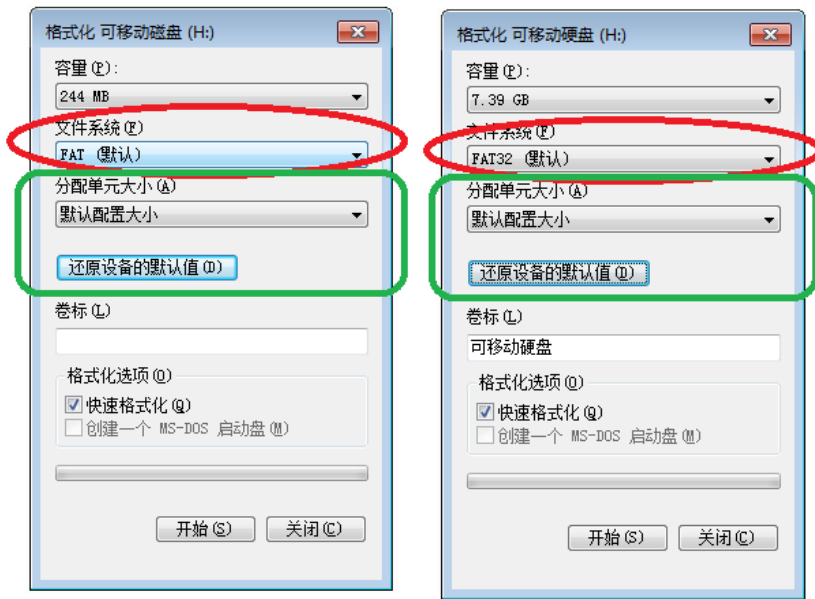 格式化 可移动磁盘 (H:)
容量(P):
244 MB
文件系统(F)
FAT (默认)
分配单元大小(A)
默认配置大小
还原设备的默认值(D)
卷标(L)
格式化选项(O)
快速格式化(Q)
创建一个 MS-DOS 启动盘(M)
开始(S)
关闭(C)
格式化 可移动硬盘 (H:)
容量(P):
7.39 GB
文件系统(F)
FAT32 (默认)
分配单元大小(A)
默认配置大小
还原设备的默认值(D)
卷标(L)
可移动硬盘
格式化选项(O)
快速格式化(Q)
创建一个 MS-DOS 启动盘(M)
开始(S)
关闭(C)